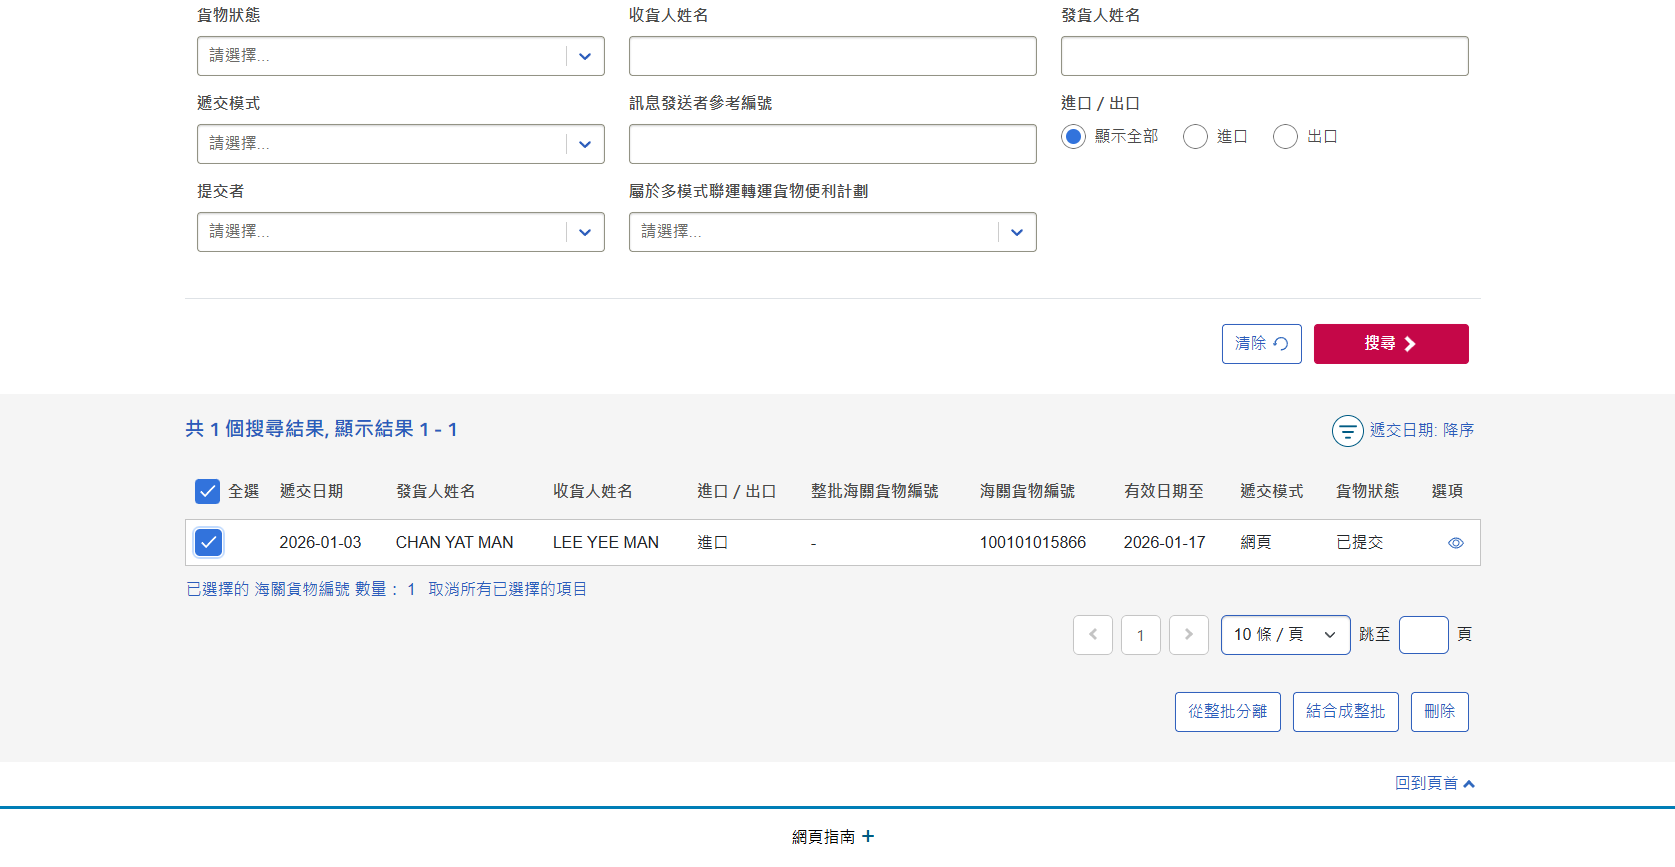 貨物狀態 收貨人姓名 發貨人姓名
請選擇...
遞交模式 訊息發送者參考編號 進口 / 出口
請選擇... 顯示全部 進口 出口
提交者 屬於多模式聯運轉運貨物便利計劃
請選擇... 請選擇...
清除 搜尋
共 1 個搜尋結果, 顯示結果 1 - 1 遞交日期: 降序
全選 遞交日期 發貨人姓名 收貨人姓名 進口 / 出口 整批海關貨物編號 海關貨物編號 有效日期至 遞交模式 貨物狀態 選項
2026-01-03 CHAN YAT MAN LEE YEE MAN 進口 - 100101015866 2026-01-17 網頁 已提交
已選擇的 海關貨物編號 數量： 1 取消所有已選擇的項目
1 10 條 / 頁 跳至 頁
從整批分離 結合成整批 刪除
回到頁首
網頁指南